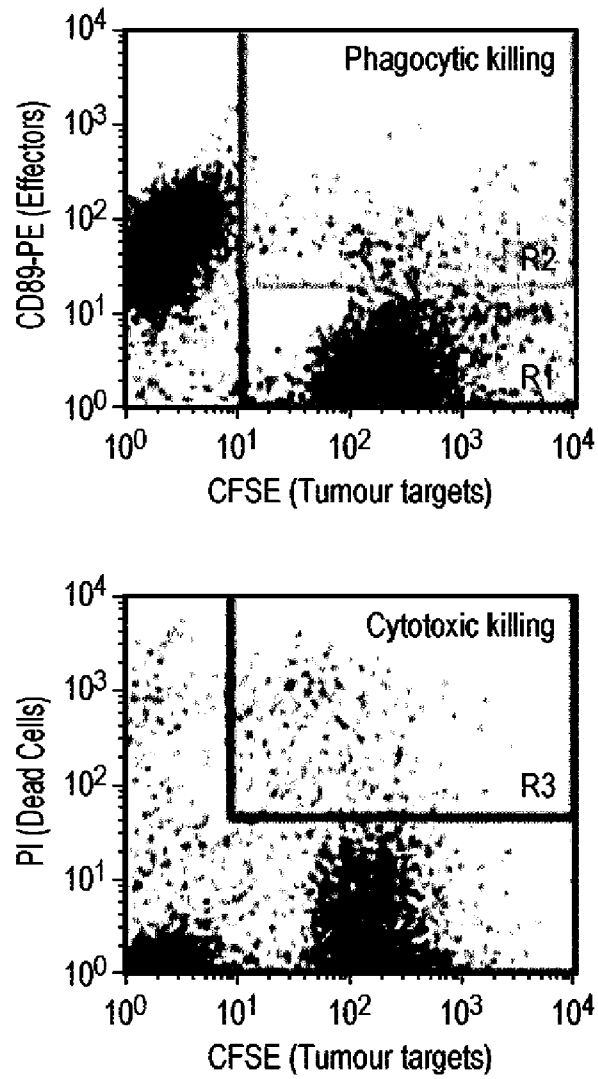 Phagocytic killing
CD89-PE (Effectors)
10⁴
10³
10²
10¹
10⁰
R2
R1
10⁰ 10¹ 10² 10³ 10⁴
CFSE (Tumour targets)
Cytotoxic killing
PI (Dead Cells)
10⁴
10³
10²
10¹
10⁰
R3
10⁰ 10¹ 10² 10³ 10⁴
CFSE (Tumour targets)